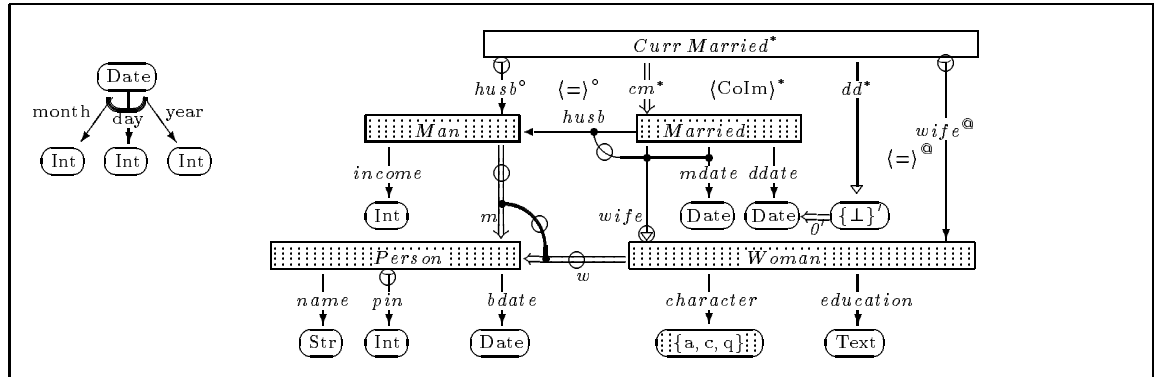 Curr Married*
Date
month day year
husb° ⟨=⟩° cm* ⟨CoIm⟩* dd*
husb
Man Married wife@
Int Int Int ⟨=⟩@
income mdate ddate
Int m wife Date Date 0′ {⊥}′
Person w Woman
name pin bdate character education
Str Int Date {a, c, q} Text